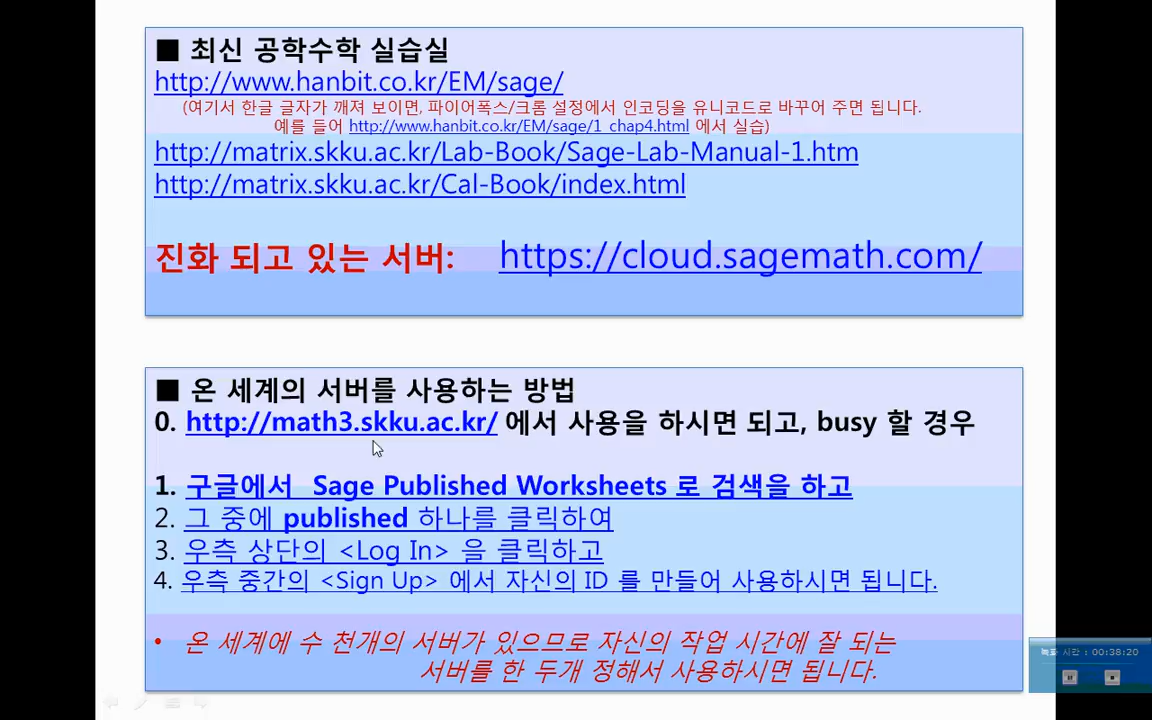 ■ 최신 공학수학 실습실
http://www.hanbit.co.kr/EM/sage/
(여기서 한글 글자가 깨져 보이면, 파이어폭스/크롬 설정에서 인코딩을 유니코드로 바꾸어 주면 됩니다.
예를 들어 http://www.hanbit.co.kr/EM/sage/1_chap4.html 에서 실습)
http://matrix.skku.ac.kr/Lab-Book/Sage-Lab-Manual-1.htm
http://matrix.skku.ac.kr/Cal-Book/index.html
진화 되고 있는 서버: https://cloud.sagemath.com/
■ 온 세계의 서버를 사용하는 방법
0. http://math3.skku.ac.kr/ 에서 사용을 하시면 되고, busy 할 경우
1. 구글에서 Sage Published Worksheets 로 검색을 하고
2. 그 중에 published 하나를 클릭하여
3. 우측 상단의 <Log In> 을 클릭하고
4. 우측 중간의 <Sign Up> 에서 자신의 ID 를 만들어 사용하시면 됩니다.
• 온 세계에 수 천개의 서버가 있으므로 자신의 작업 시간에 잘 되는
서버를 한 두개 정해서 사용하시면 됩니다.
녹화 시간 : 00:38:20